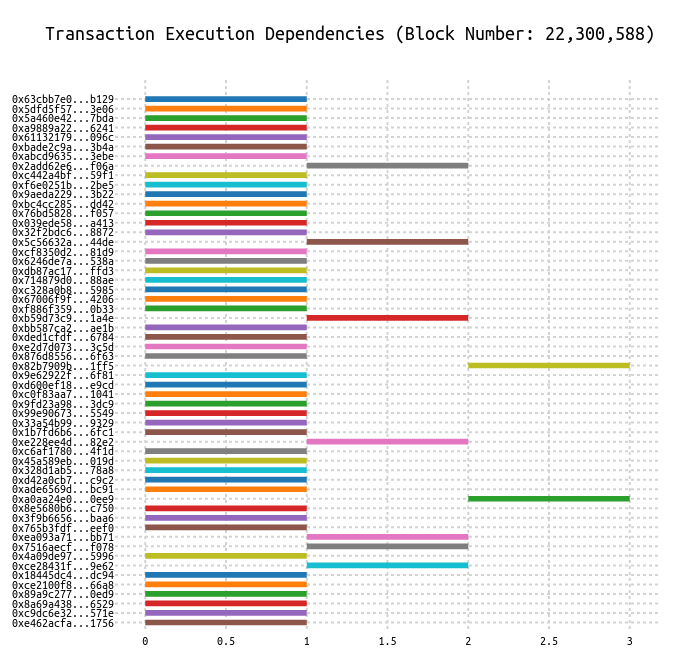 Transaction Execution Dependencies (Block Number: 22,300,588)
0x63cbb7e0...b129
0x5dfd5f57...3e06
0x5a460e42...7bda
0xa9889a22...6241
0x61132179...096c
0xbade2c9a...3b4a
0xabcd9635...3ebe
0x2add62e6...f06a
0xc442a4bf...59f1
0xf6e0251b...2be5
0x9aeda229...3b22
0xbc4cc285...dd42
0x76bd5828...f057
0x039ede58...a413
0x32f2bdc6...8872
0x5c56632a...44de
0xcf8350d2...81d9
0x6246de7a...538a
0xdb87ac17...ffd3
0x714879d0...88ae
0xc328a0b8...5985
0x67006f9f...4206
0xf886f359...0b33
0xb59d73c9...1a4e
0xbb587ca2...ae1b
0xded1cfdf...6784
0xe2d7d073...3c5d
0x876d8556...6f63
0x82b7909b...1ff5
0x9e62922f...6f81
0xd600ef18...e9cd
0xc0f83aa7...1041
0x9fd23a98...3dc9
0x99e90673...5549
0x33a54b99...9329
0x1b7fd6b6...6fc1
0xe228ee4d...82e2
0xc6af1780...4f1d
0x45a589eb...019d
0x328d1ab5...78a8
0xd42a0cb7...c9c2
0xade6569d...bc91
0xa0aa24e0...0ee9
0x8e5680b6...c750
0x3f9b6656...baa6
0x765b3fdf...eef0
0xea093a71...bb71
0x7516aecf...f078
0x4a09de97...5996
0xce28431f...9e62
0x18445dc4...dc94
0xce2100f8...66a8
0x89a9c277...0ed9
0x8a69a438...6529
0xc9dc6e32...571e
0xe462acfa...1756
0 0.5 1 1.5 2 2.5 3